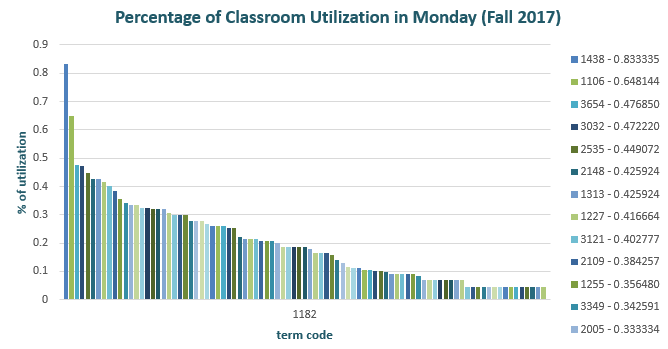 Percentage of Classroom Utilization in Monday (Fall 2017)
% of utilization
0.9
0.8
0.7
0.6
0.5
0.4
0.3
0.2
0.1
0
1182
term code
1438 - 0.833335
1106 - 0.648144
3654 - 0.476850
3032 - 0.472220
2535 - 0.449072
2148 - 0.425924
1313 - 0.425924
1227 - 0.416664
3121 - 0.402777
2109 - 0.384257
1255 - 0.356480
3349 - 0.342591
2005 - 0.333334